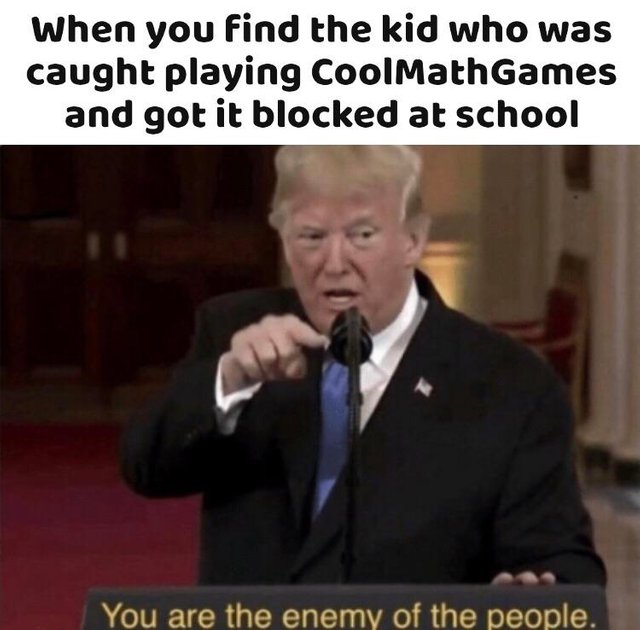 When you find the kid who was
caught playing CoolMathGames
and got it blocked at school
You are the enemy of the people.